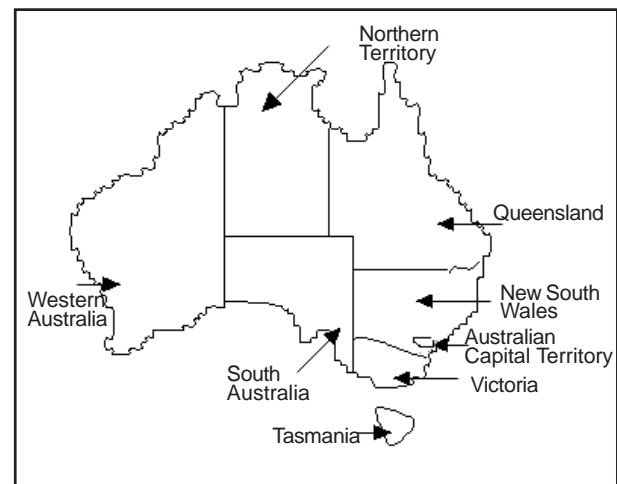 Northern
Territory
Queensland
Western
Australia
New South
Wales
Australian
Capital Territory
South
Australia
Victoria
Tasmania